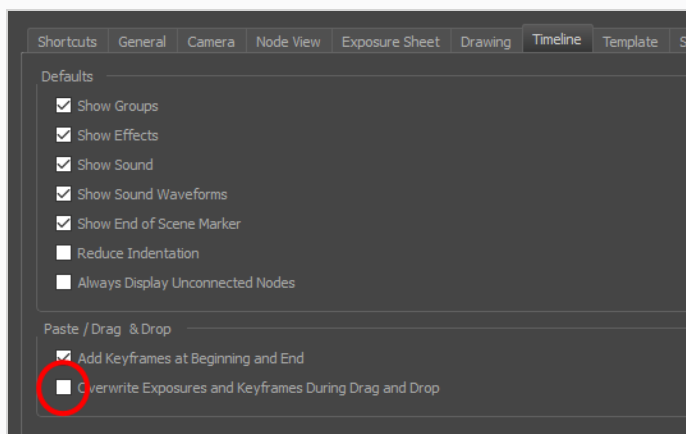 Shortcuts General Camera Node View Exposure Sheet Drawing Timeline Template S
Defaults
Show Groups
Show Effects
Show Sound
Show Sound Waveforms
Show End of Scene Marker
Reduce Indentation
Always Display Unconnected Nodes
Paste / Drag & Drop
Add Keyframes at Beginning and End
Overwrite Exposures and Keyframes During Drag and Drop